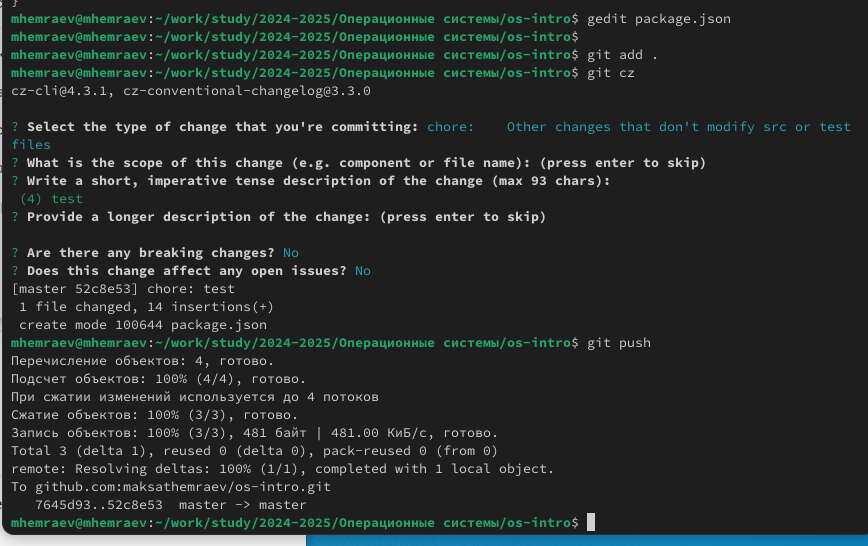 }
mhemraev@mhemraev:~/work/study/2024-2025/Операционные системы/os-intro$ gedit package.json
mhemraev@mhemraev:~/work/study/2024-2025/Операционные системы/os-intro$
mhemraev@mhemraev:~/work/study/2024-2025/Операционные системы/os-intro$ git add .
mhemraev@mhemraev:~/work/study/2024-2025/Операционные системы/os-intro$ git cz
cz-cli@4.3.1, cz-conventional-changelog@3.3.0
? Select the type of change that you're committing: chore:    Other changes that don't modify src or test
files
? What is the scope of this change (e.g. component or file name): (press enter to skip)
? Write a short, imperative tense description of the change (max 93 chars):
 (4) test
? Provide a longer description of the change: (press enter to skip)
? Are there any breaking changes? No
? Does this change affect any open issues? No
[master 52c8e53] chore: test
 1 file changed, 14 insertions(+)
 create mode 100644 package.json
mhemraev@mhemraev:~/work/study/2024-2025/Операционные системы/os-intro$ git push
Перечисление объектов: 4, готово.
Подсчет объектов: 100% (4/4), готово.
При сжатии изменений используется до 4 потоков
Сжатие объектов: 100% (3/3), готово.
Запись объектов: 100% (3/3), 481 байт | 481.00 КиБ/с, готово.
Total 3 (delta 1), reused 0 (delta 0), pack-reused 0 (from 0)
remote: Resolving deltas: 100% (1/1), completed with 1 local object.
To github.com:maksathemraev/os-intro.git
   7645d93..52c8e53  master -> master
mhemraev@mhemraev:~/work/study/2024-2025/Операционные системы/os-intro$